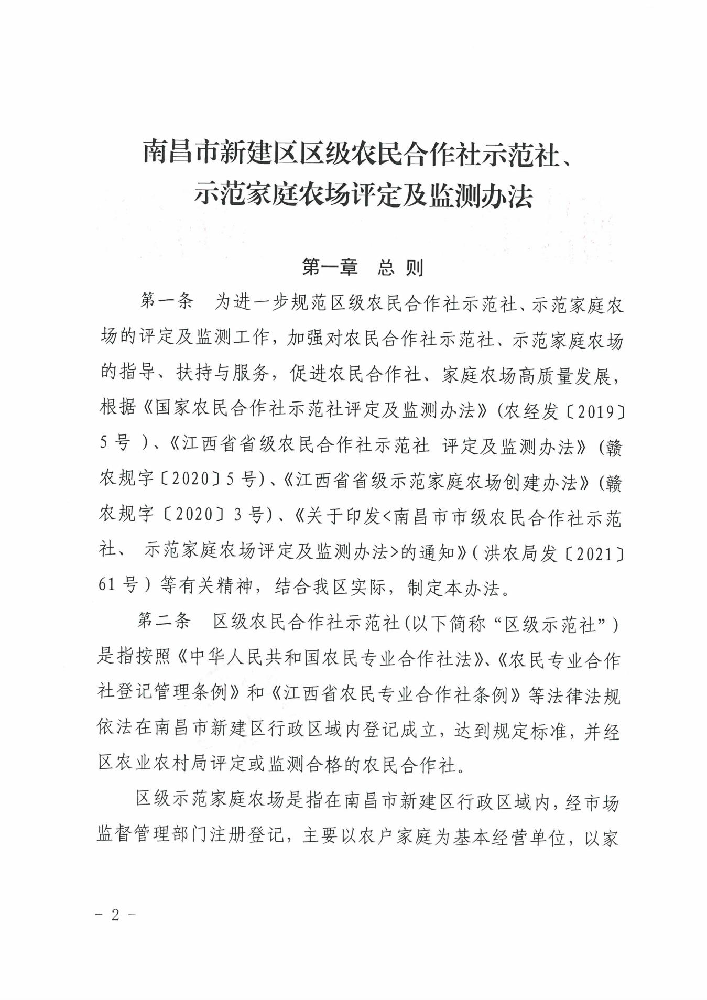 南昌市新建区区级农民合作社示范社、
示范家庭农场评定及监测办法
第一章 总 则
第一条 为进一步规范区级农民合作社示范社、示范家庭农
场的评定及监测工作，加强对农民合作社示范社、示范家庭农场
的指导、扶持与服务，促进农民合作社、家庭农场高质量发展，
根据《国家农民合作社示范社评定及监测办法》(农经发〔2019〕
5号 )、《江西省省级农民合作社示范社 评定及监测办法》(赣
农规字〔2020〕5号)、《江西省省级示范家庭农场创建办法》(赣
农规字〔2020〕3号)、《关于印发<南昌市市级农民合作社示范
社、 示范家庭农场评定及监测办法>的通知》( 洪农局发〔2021〕
61号 ) 等有关精神，结合我区实际，制定本办法。
第二条 区级农民合作社示范社(以下简称“区级示范社”)
是指按照《中华人民共和国农民专业合作社法》、《农民专业合作
社登记管理条例》和《江西省农民专业合作社条例》等法律法规
依法在南昌市新建区行政区域内登记成立，达到规定标准，并经
区农业农村局评定或监测合格的农民合作社。
区级示范家庭农场是指在南昌市新建区行政区域内，经市场
监督管理部门注册登记，主要以农户家庭为基本经营单位，以家
- 2 -